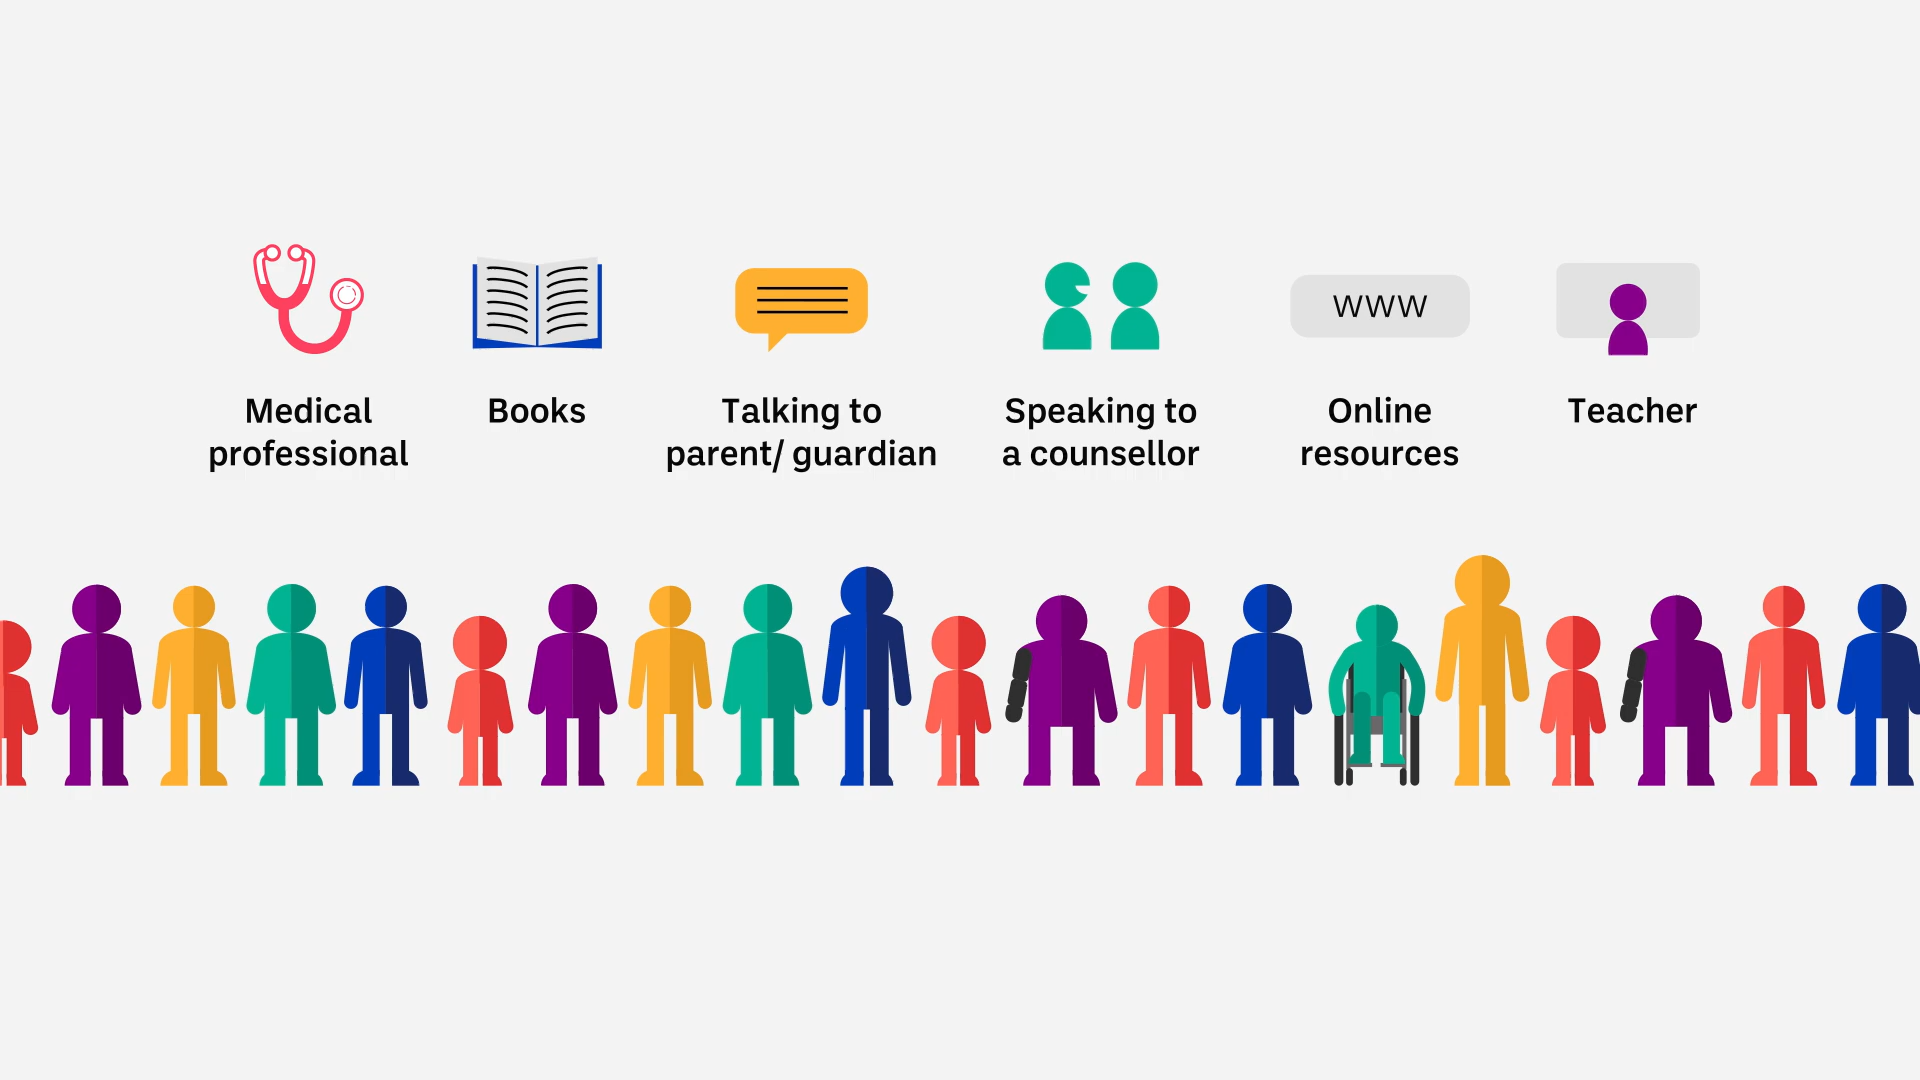 WWW
Medical
professional
Books
Talking to
parent/ guardian
Speaking to
a counsellor
Online
resources
Teacher